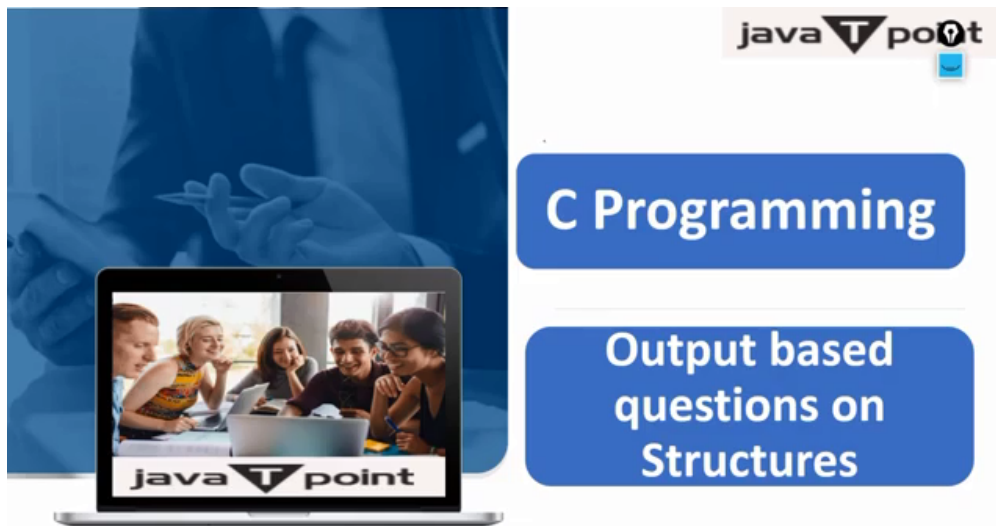 javaTpoint
C Programming
Output based
questions on
Structures
javaTpoint